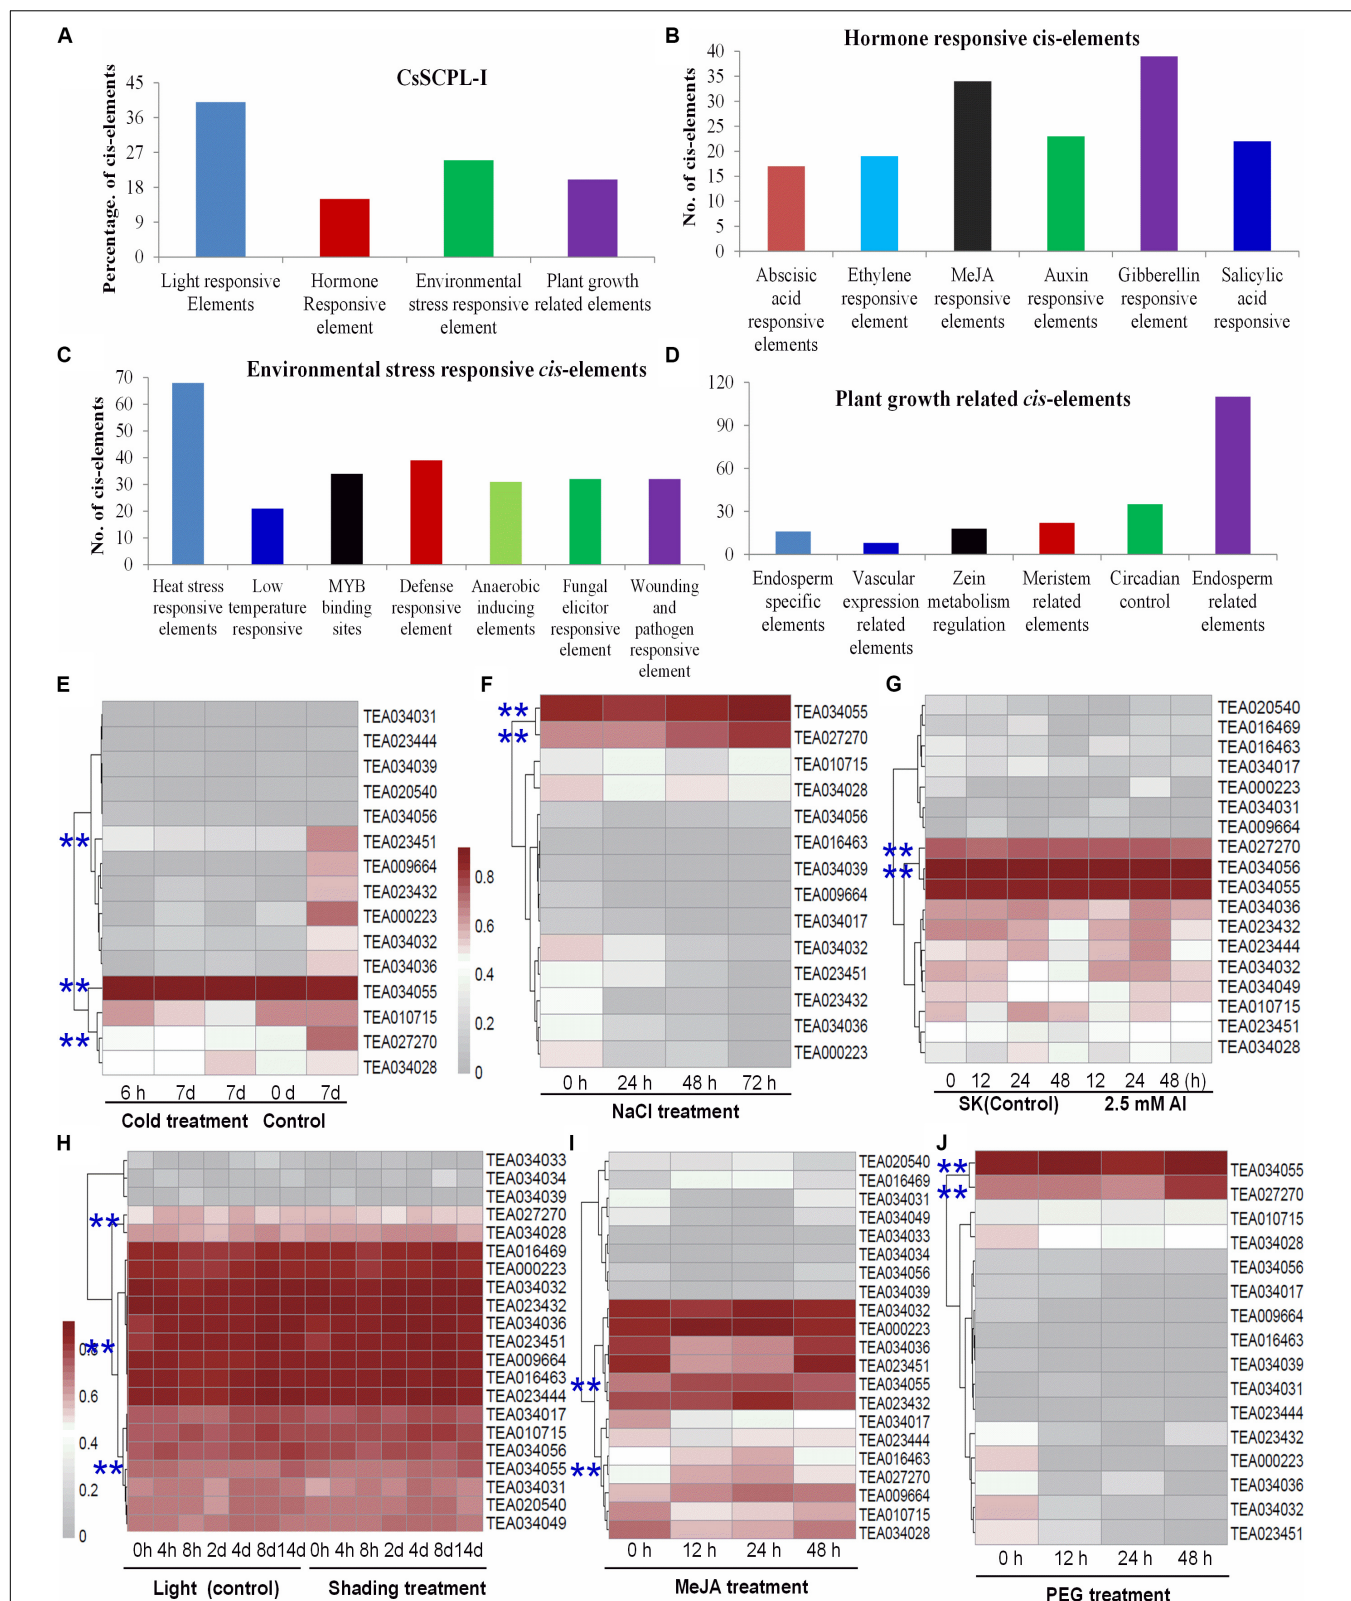 A
CsSCPL-I
Percentage. of cis-elements
45
36
27
18
9
0
Light responsive
Elements
Hormone
Responsive
element
Environmental
stress responsive
element
Plant growth
related elements
B
Hormone responsive cis-elements
No. of cis-elements
40
35
30
25
20
15
10
5
0
Abscisic
acid
responsive
elements
Ethylene
responsive
element
MeJA
responsive
elements
Auxin
responsive
elements
Gibberellin
responsive
element
Salicylic
acid
responsive
C
Environmental stress responsive cis-elements
No. of cis-elements
70
60
50
40
30
20
10
0
Heat stress
responsive
elements
Low
temperature
responsive
MYB
binding
sites
Defense
responsive
element
Anaerobic
inducing
elements
Fungal
elicitor
responsive
element
Wounding
and
pathogen
responsive
element
D
Plant growth related cis-elements
120
90
60
30
0
Endosperm
specific
elements
Vascular
expression
related
elements
Zein
metabolism
regulation
Meristem
related
elements
Circadian
control
Endosperm
related
elements
E
TEA034031
TEA023444
TEA034039
TEA020540
TEA034056
** TEA023451
TEA009664
TEA023432
TEA000223
TEA034032
TEA034036
** TEA034055
TEA010715
** TEA027270
TEA034028
6 h 7d 7d 0 d 7d
Cold treatment Control
0.8
0.6
0.4
0.2
0
F
** TEA034055
** TEA027270
TEA010715
TEA034028
TEA034056
TEA016463
TEA034039
TEA009664
TEA034017
TEA034032
TEA023451
TEA023432
TEA034036
TEA000223
0 h 24 h 48 h 72 h
NaCl treatment
G
TEA020540
TEA016469
TEA016463
TEA034017
TEA000223
TEA034031
TEA009664
** TEA027270
** TEA034056
TEA034055
TEA034036
TEA023432
TEA023444
TEA034032
TEA034049
TEA010715
TEA023451
TEA034028
0 12 24 48 12 24 48 (h)
SK(Control) 2.5 mM Al
H
TEA034033
TEA034034
TEA034039
** TEA027270
TEA034028
TEA016469
TEA000223
TEA034032
TEA023432
TEA034036
** TEA023451
TEA009664
TEA016463
TEA023444
TEA034017
TEA010715
TEA034056
** TEA034055
TEA034031
TEA020540
TEA034049
0.8
0.6
0.4
0.2
0
0h 4h 8h 2d 4d 8d14d 0h 4h 8h 2d 4d 8d14d
Light (control) Shading treatment
I
TEA020540
TEA016469
TEA034031
TEA034049
TEA034033
TEA034034
TEA034056
TEA034039
TEA034032
TEA000223
TEA034036
TEA023451
** TEA034055
TEA023432
TEA034017
TEA023444
TEA016463
** TEA027270
TEA009664
TEA010715
TEA034028
0 h 12 h 24 h 48 h
MeJA treatment
J
** TEA034055
** TEA027270
TEA010715
TEA034028
TEA034056
TEA034017
TEA009664
TEA016463
TEA034039
TEA034031
TEA023444
TEA023432
TEA000223
TEA034036
TEA034032
TEA023451
0 h 12 h 24 h 48 h
PEG treatment